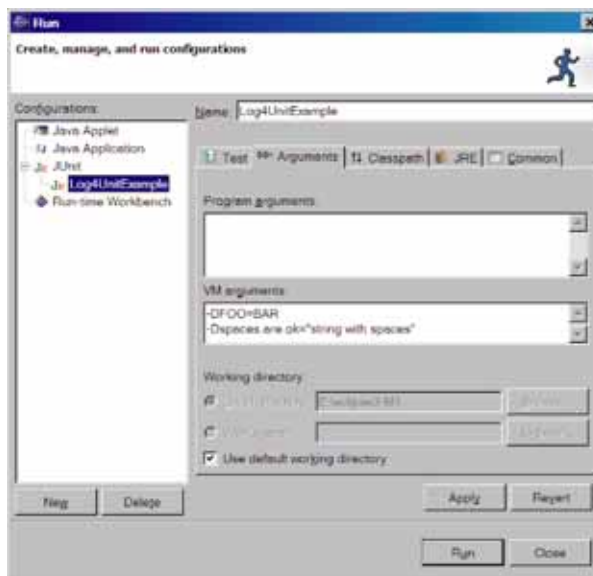 Run
Create, manage, and run configurations
Configurations:
Name: Log4UnitExample
Java Applet
Java Application
JUnit
Log4UnitExample
Run-time Workbench
Test Arguments Classpath JRE Common
Program arguments:
VM arguments:
-DFOO=BAR
-Dspaces are ok="string with spaces"
Working directory:
Use default working directory
New Delete
Apply Revert
Run Close